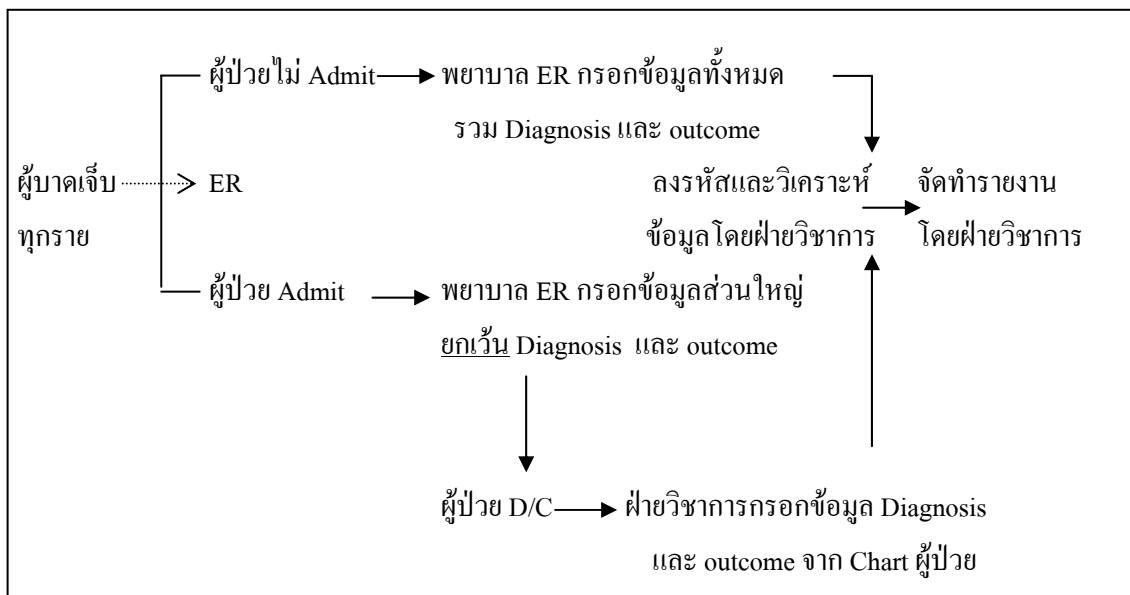 ผู้ป่วยไม่ Admit
พยาบาล ER กรอกข้อมูลทั้งหมด
รวม Diagnosis และ outcome
ผู้บาดเจ็บ
ทุกราย
ER
ลงรหัสและวิเคราะห์
ข้อมูลโดยฝ่ายวิชาการ
จัดทำรายงาน
โดยฝ่ายวิชาการ
ผู้ป่วย Admit
พยาบาล ER กรอกข้อมูลส่วนใหญ่
ยกเว้น Diagnosis และ outcome
ผู้ป่วย D/C
ฝ่ายวิชาการกรอกข้อมูล Diagnosis
และ outcome จาก Chart ผู้ป่วย